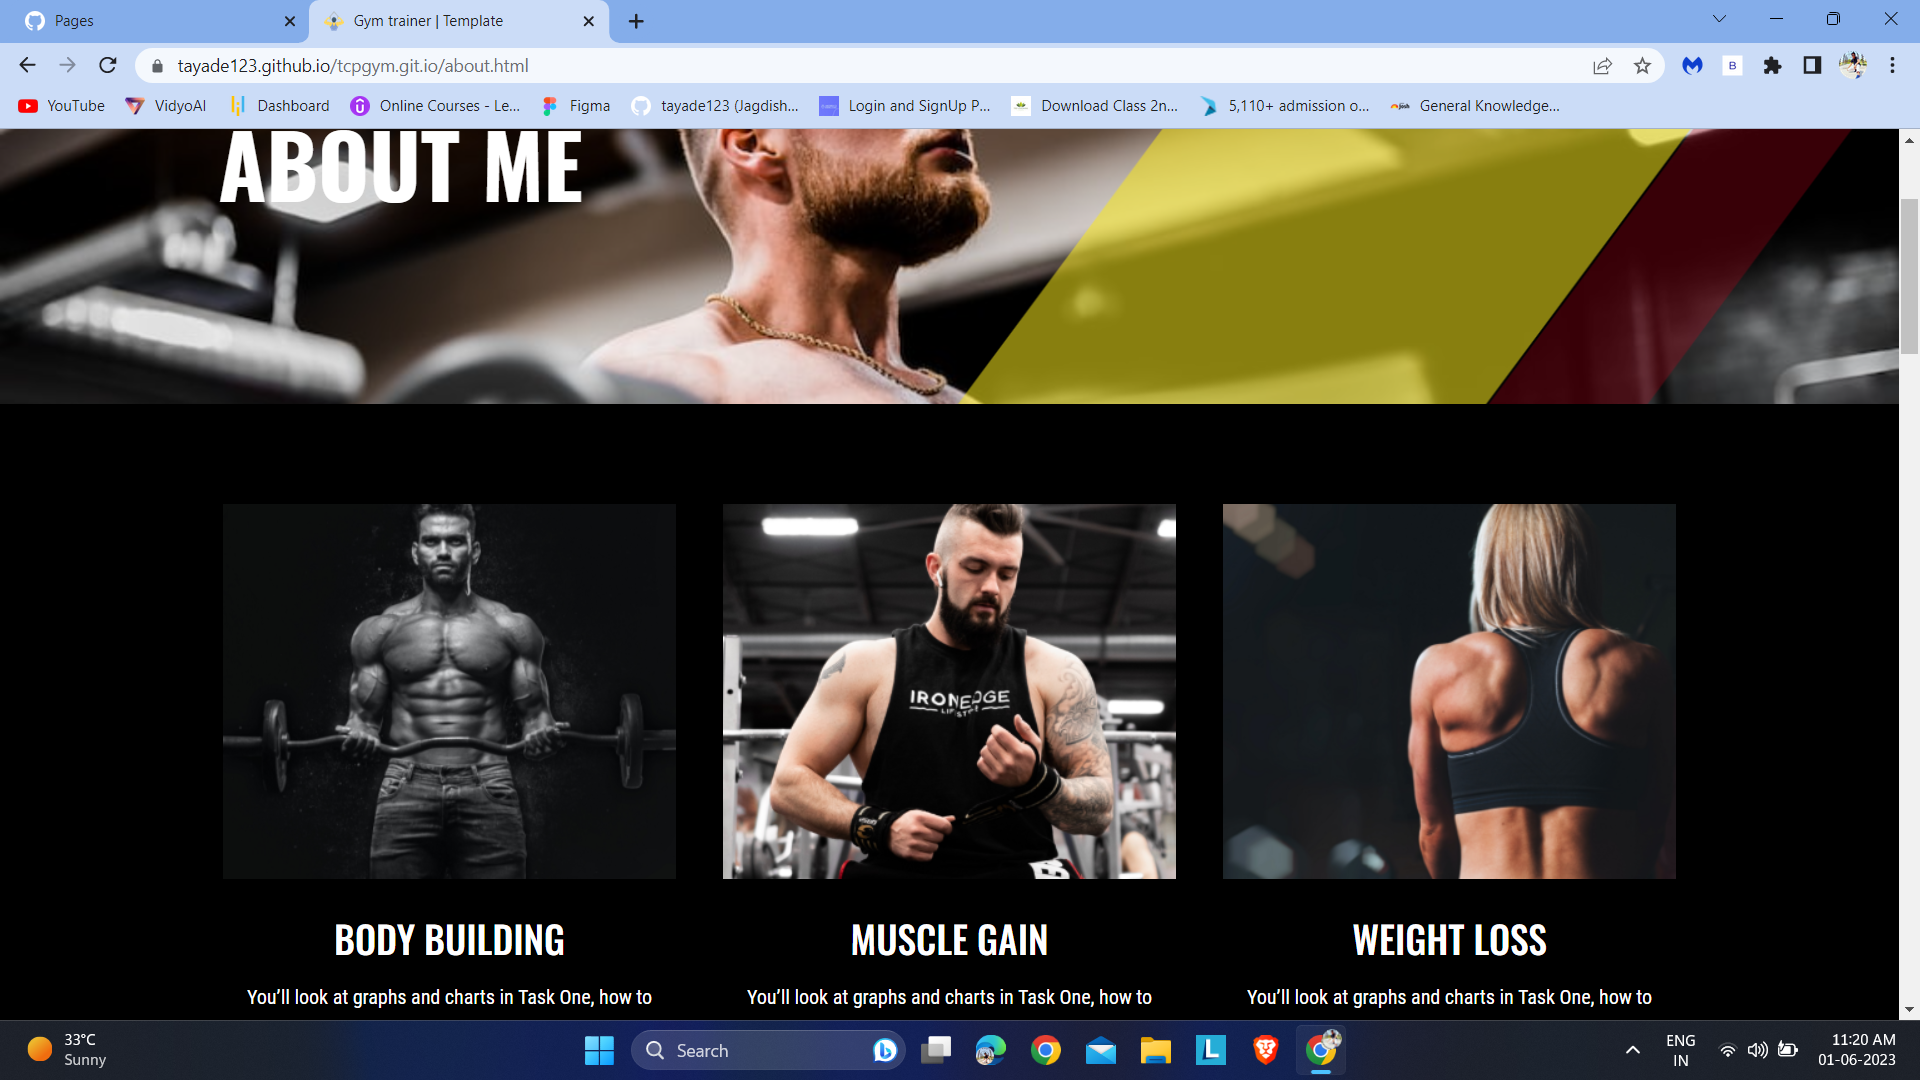 Pages
Gym trainer | Template
tayade123.github.io/tcpgym.git.io/about.html
B
YouTube
VidyoAI
Dashboard
Online Courses - Le...
Figma
tayade123 (Jagdish...
Login and SignUp P...
Download Class 2n...
5,110+ admission o...
General Knowledge...
ABOUT ME
BODY BUILDING
MUSCLE GAIN
WEIGHT LOSS
You’ll look at graphs and charts in Task One, how to
You’ll look at graphs and charts in Task One, how to
You’ll look at graphs and charts in Task One, how to
33°C
Sunny
Search
L
ENG
IN
11:20 AM
01-06-2023